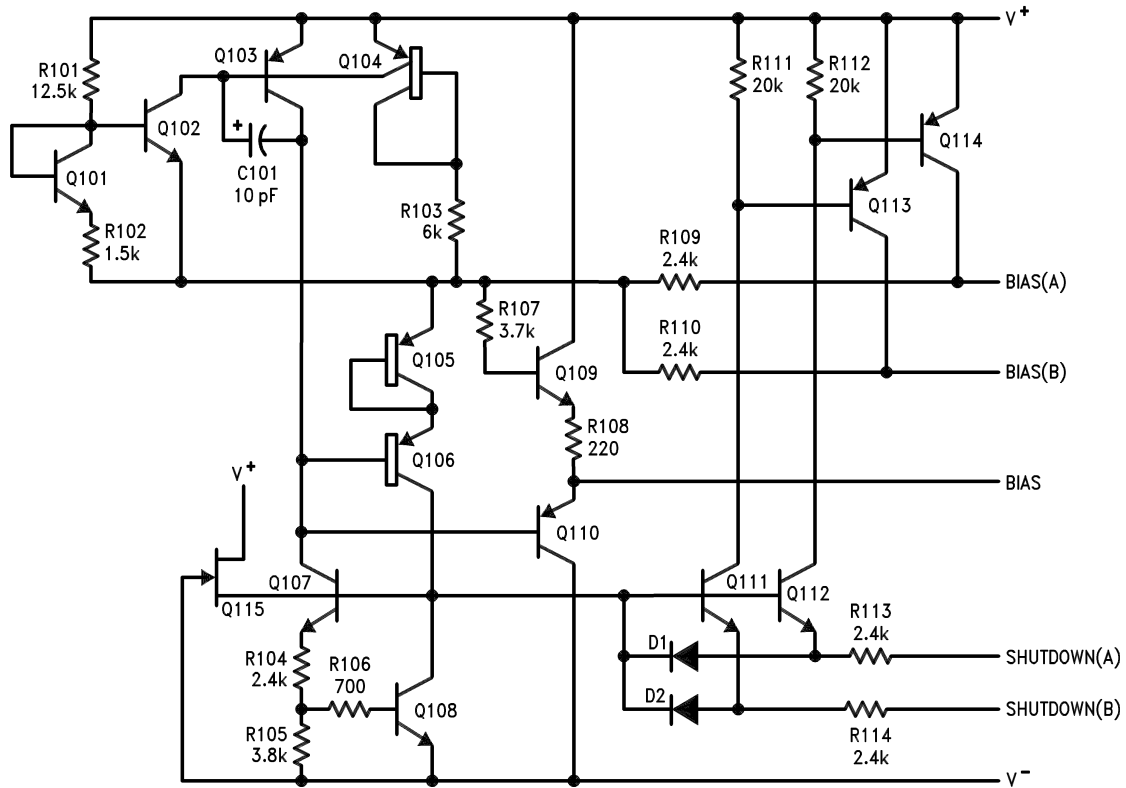 V+
Q103
Q104
R101
12.5k
R111
20k
R112
20k
Q102
+
C101
10 pF
Q114
Q101
Q113
R102
1.5k
R103
6k
R109
2.4k
BIAS(A)
R107
3.7k
R110
2.4k
Q105
Q109
BIAS(B)
R108
220
Q106
V+
BIAS
Q110
Q107
Q111
Q112
Q115
R113
2.4k
D1
R104
2.4k
R106
700
SHUTDOWN(A)
D2
Q108
SHUTDOWN(B)
R105
3.8k
R114
2.4k
V-